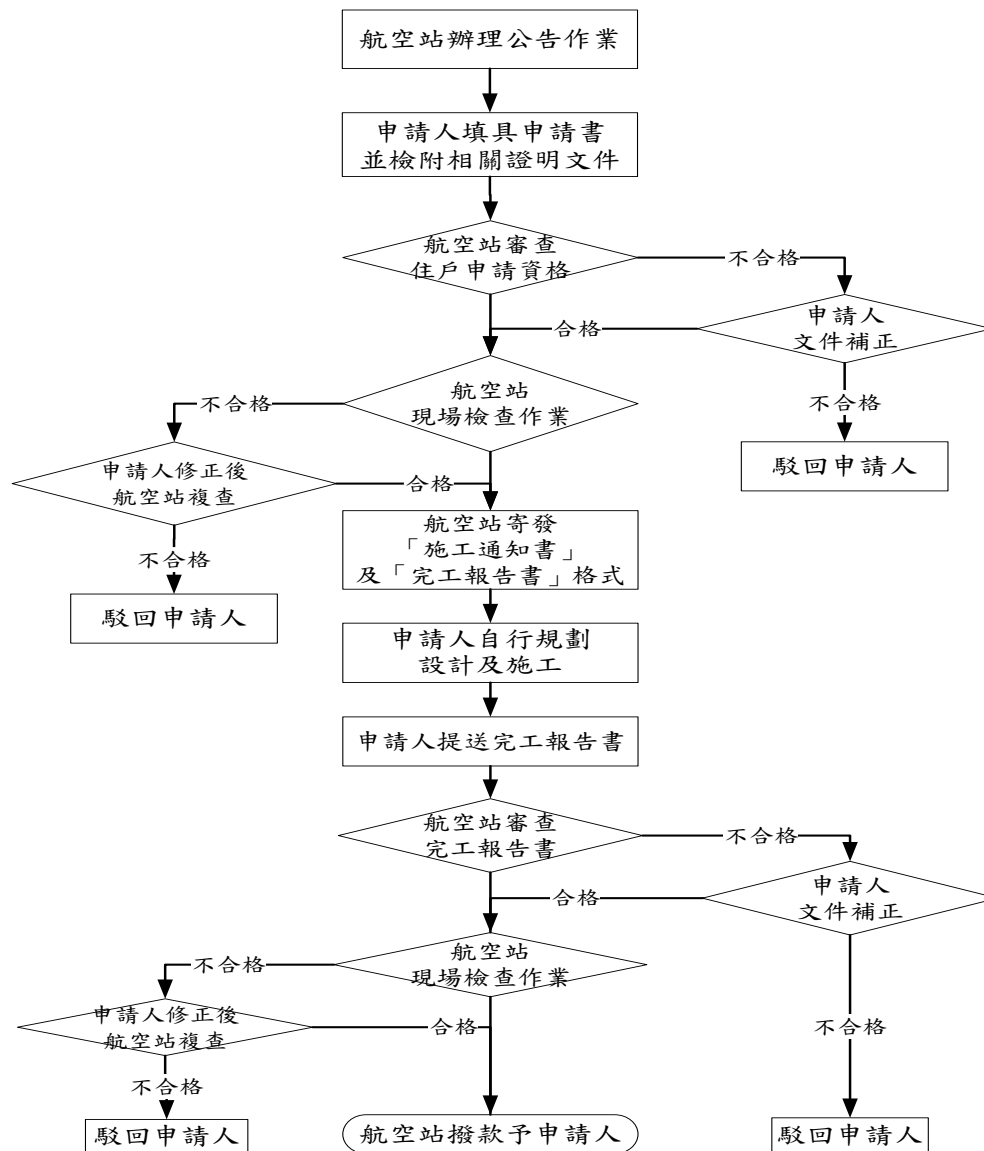 航空站辦理公告作業
申請人填具申請書
並檢附相關證明文件
航空站審查
住戶申請資格
不合格
申請人
文件補正
合格
不合格
駁回申請人
航空站
現場檢查作業
不合格
申請人修正後
航空站複查
合格
不合格
駁回申請人
航空站寄發
「施工通知書」
及「完工報告書」格式
申請人自行規劃
設計及施工
申請人提送完工報告書
航空站審查
完工報告書
不合格
申請人
文件補正
合格
不合格
駁回申請人
航空站
現場檢查作業
不合格
申請人修正後
航空站複查
合格
不合格
駁回申請人
航空站撥款予申請人